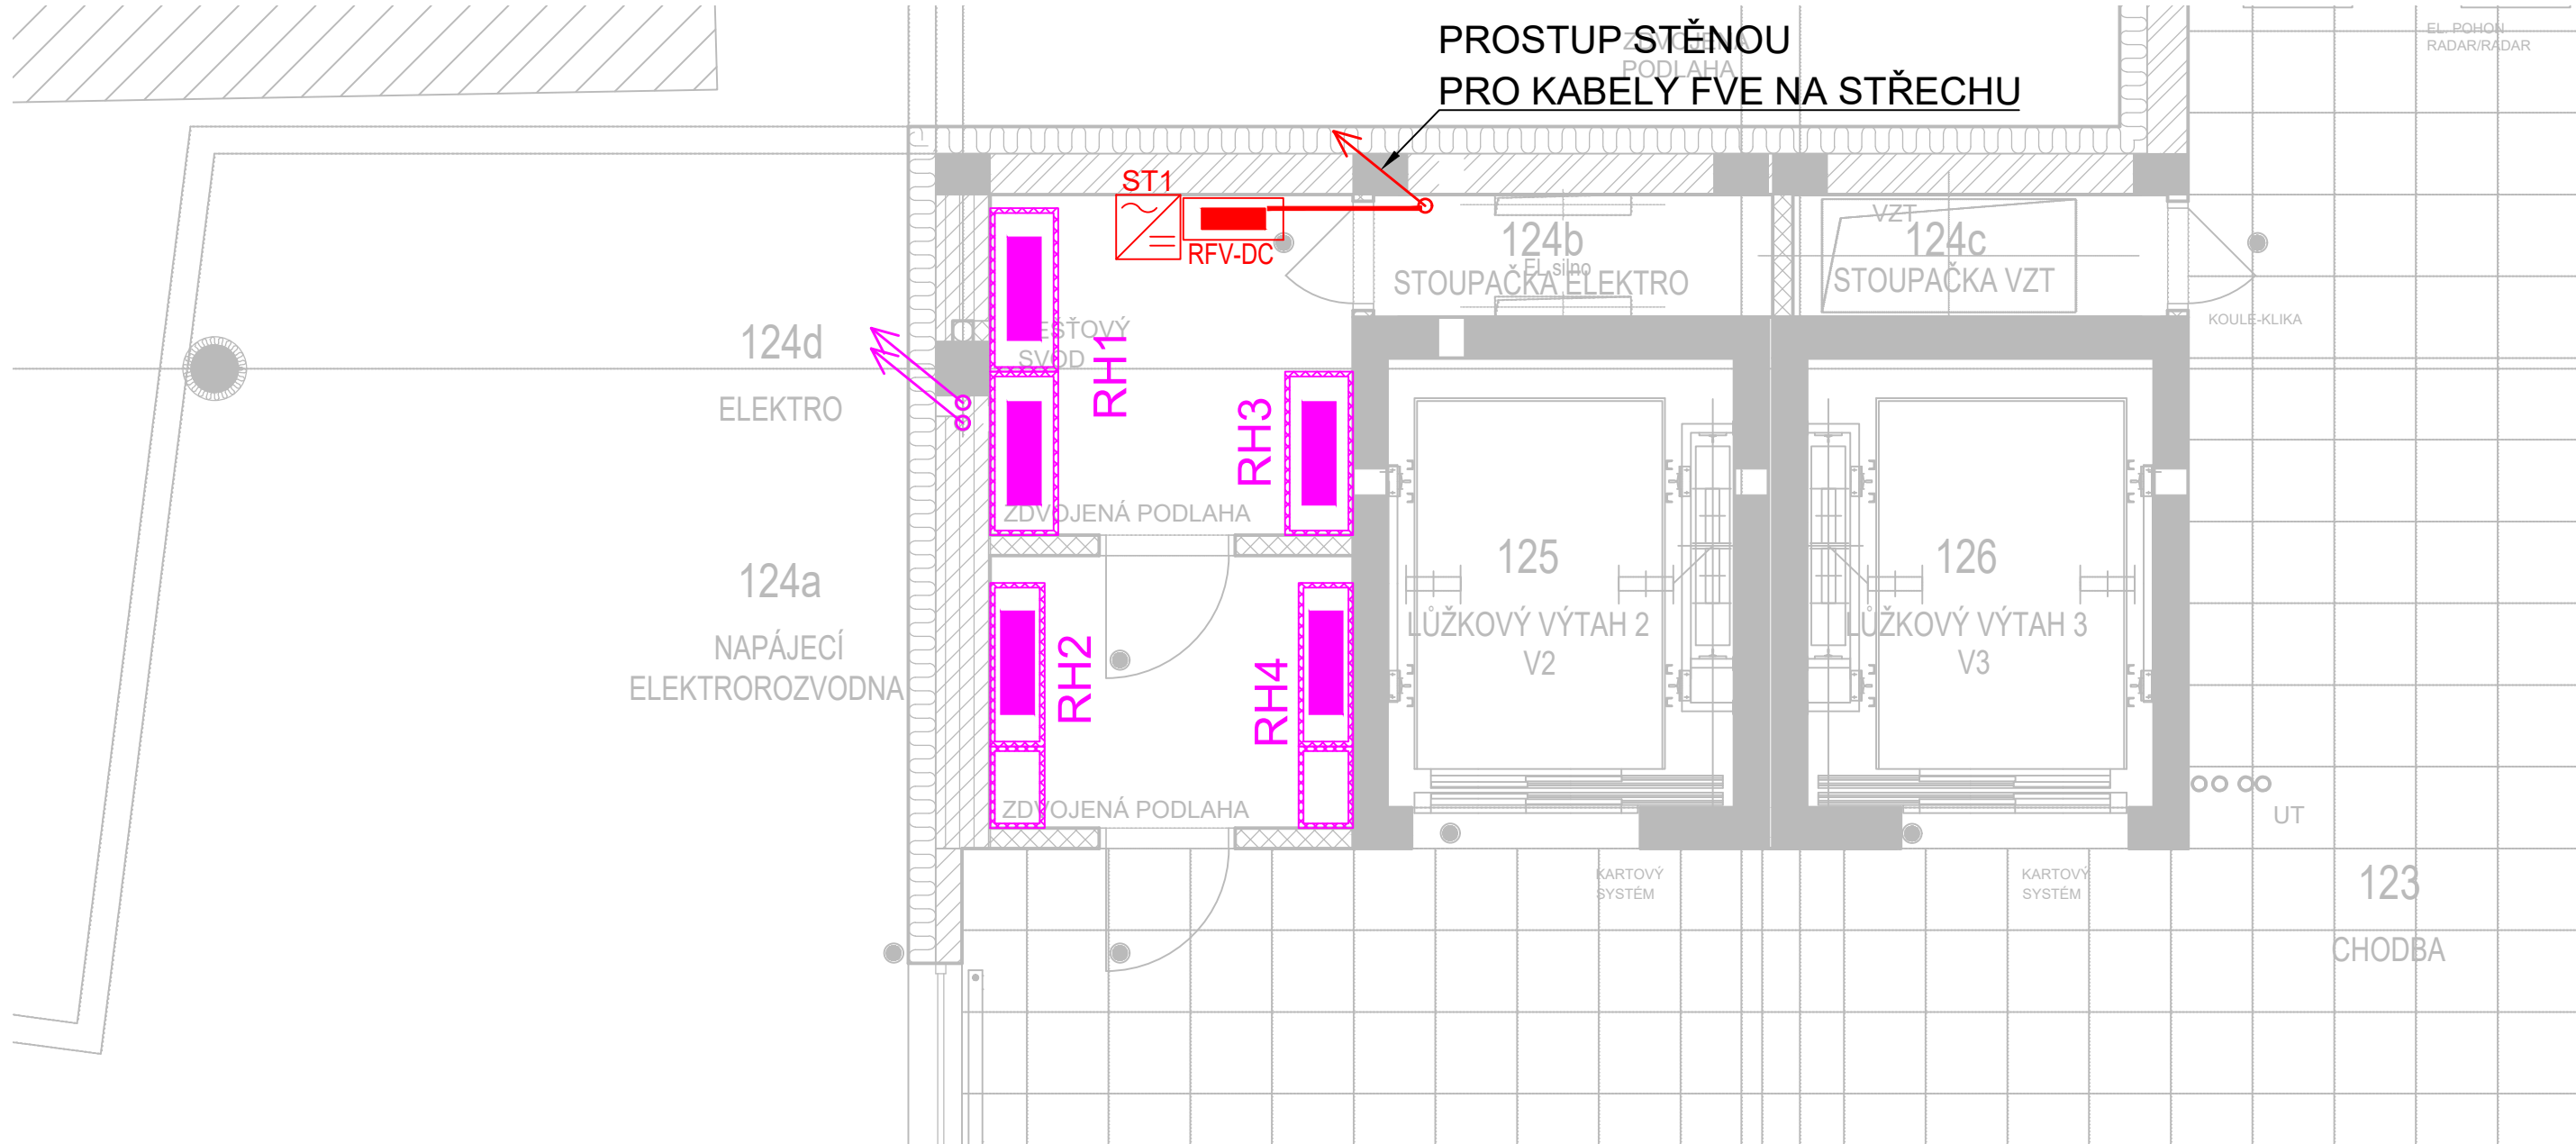 PROSTUP STĚNOU
PRO KABELY FVE NA STŘECHU
ZDVOJENÁ
PODLAHA
EL. POHON
RADAR/RADAR
ST1
RFV-DC
124b
EL silno
STOUPAČKA ELEKTRO
VZT
124c
STOUPAČKA VZT
KOULE-KLIKA
124d
ELEKTRO
SVOD
RH1
RH3
ZDVOJENÁ PODLAHA
124a
NAPÁJECÍ
ELEKTROROZVODNA
RH2
RH4
ZDVOJENÁ PODLAHA
125
LŮŽKOVÝ VÝTAH 2
V2
126
LŮŽKOVÝ VÝTAH 3
V3
UT
KARTOVÝ
SYSTÉM
KARTOVÝ
SYSTÉM
123
CHODBA